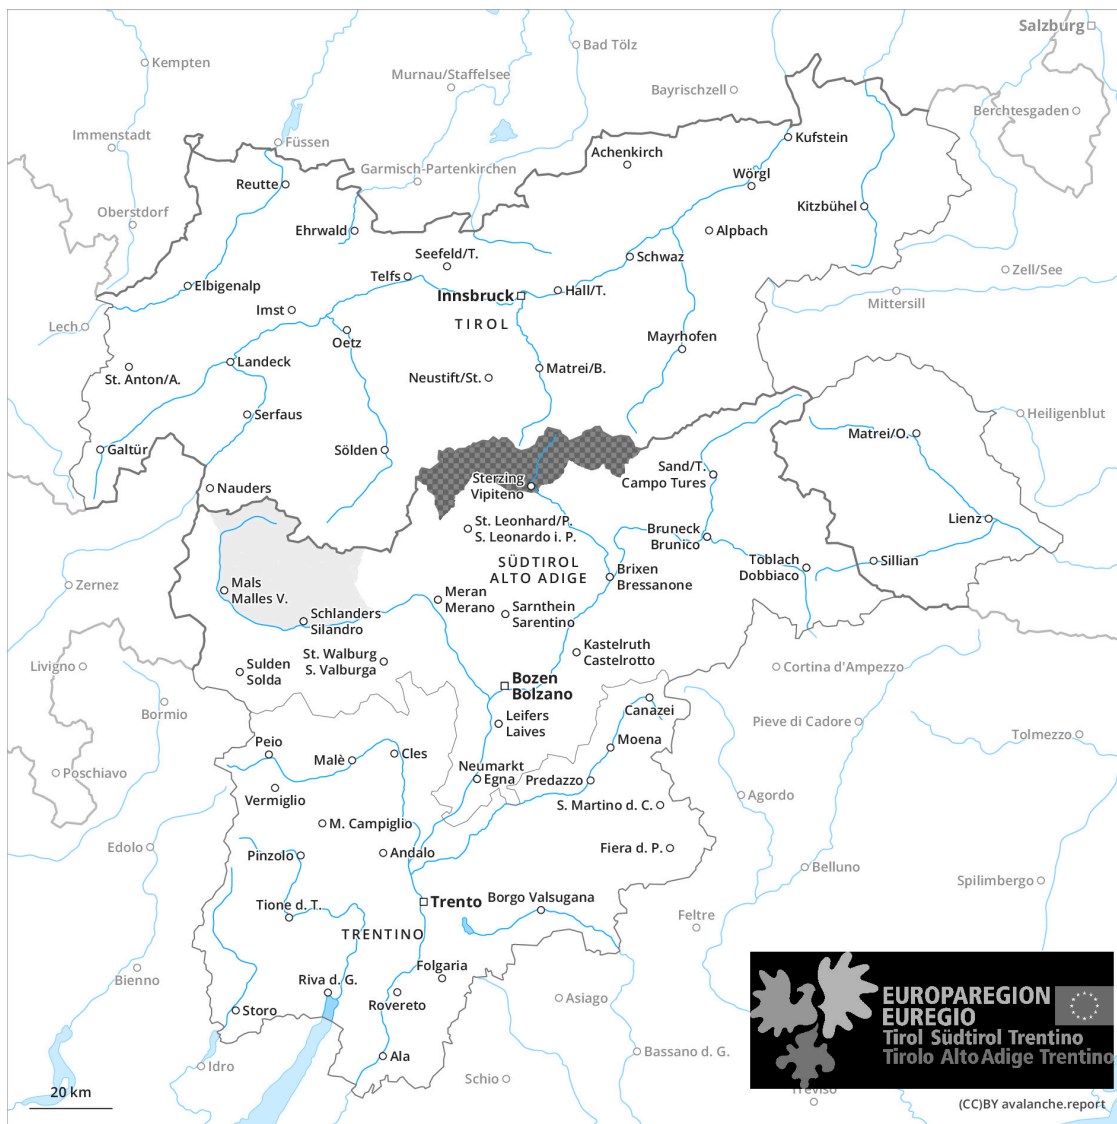 Salzburg
Bad Tölz
Kempten
Murnau/Staffelsee
Bayrischzell
Berchtesgaden
Immenstadt
Füssen
Kufstein
Achenkirch
Garmisch-Partenkirchen
Wörgl
Reutte
Oberstdorf
Kitzbühel
Ehrwald
Alpbach
Seefeld/T.
Schwaz
Zell/See
Telfs
Elbigenalp
Hall/T.
Innsbruck
Mittersill
Imst
TIROL
Lech
Oetz
Mayrhofen
Landeck
Matrei/B.
St. Anton/A.
Neustift/St.
Serfaus
Heiligenblut
Matrei/O.
Galtür
Sölden
Sand/T.
Campo Tures
Sterzing
Vipiteno
Nauders
Lienz
St. Leonhard/P.
S. Leonardo i. P.
Bruneck
Brunico
SÜDTIROL
ALTO ADIGE
Toblach
Dobbiaco
Sillian
Brixen
Bressanone
Zernez
Mals
Malles V.
Meran
Merano
Schlanders
Silandro
Sarnthein
Sarentino
Kastelruth
Castelrotto
St. Walburg
S. Valburga
Livigno
Sulden
Solda
Cortina d'Ampezzo
Bozen
Bolzano
Canazei
Bormio
Leifers
Laives
Pieve di Cadore
Tolmezzo
Peio
Moena
Cles
Malè
Neumarkt
Egna
Predazzo
Poschiavo
Vermiglio
Agordo
S. Martino d. C.
M. Campiglio
Edolo
Pinzolo
Andalo
Fiera d. P.
Belluno
Spilimbergo
Trento
Borgo Valsugana
Tione d. T.
Feltre
TRENTINO
Folgaria
Bienno
Riva d. G.
Rovereto
Asiago
Storo
EUROPAREGION
EUREGIO
Tirol Südtirol Trentino
Tirolo Alto Adige Trentino
Ala
Bassano d. G.
Idro
Schio
Treviso
20 km
(CC)BY avalanche.report